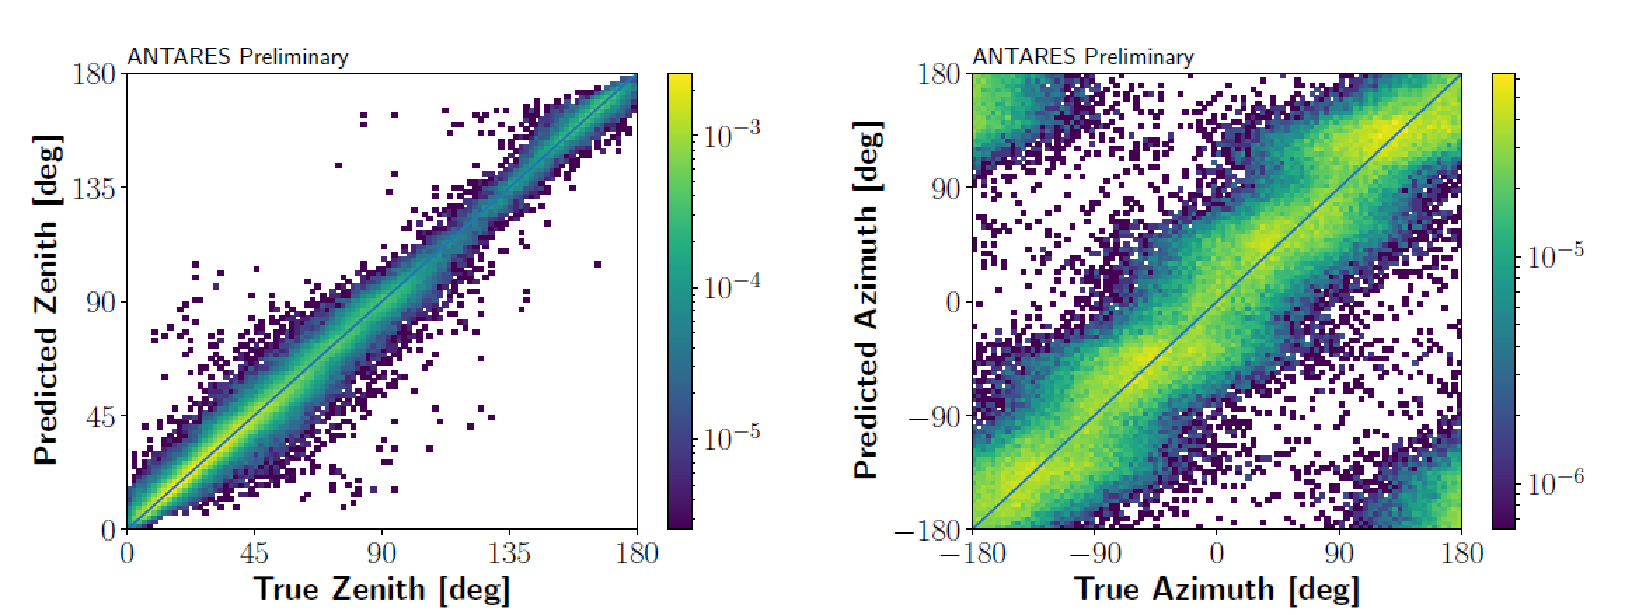 ANTARES Preliminary
180
135
90
45
0
0 45 90 135 180
Predicted Zenith [deg]
True Zenith [deg]
10⁻³
10⁻⁴
10⁻⁵
ANTARES Preliminary
180
90
0
−90
−180
−180 −90 0 90 180
Predicted Azimuth [deg]
True Azimuth [deg]
10⁻⁵
10⁻⁶